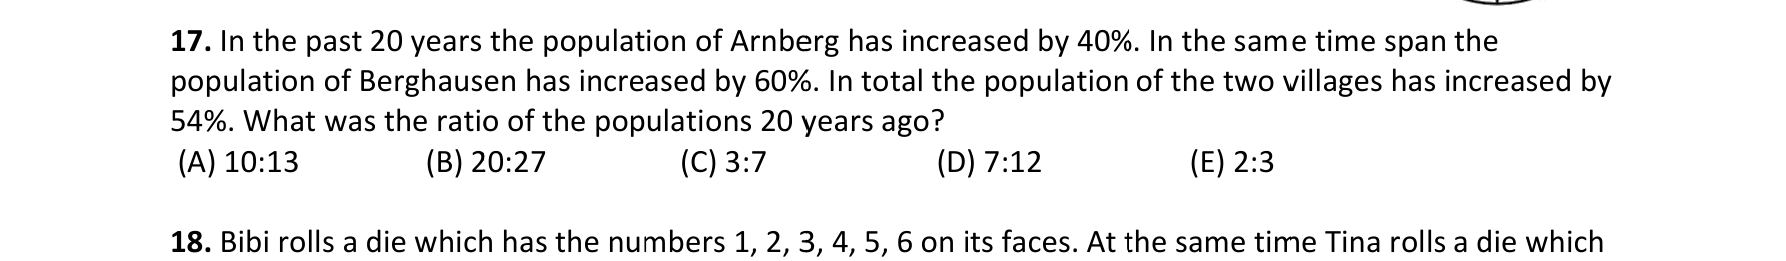 17. In the past 20 years the population of Arnberg has increased by 40%. In the same time span the
population of Berghausen has increased by 60%. In total the population of the two villages has increased by
54%. What was the ratio of the populations 20 years ago?
(A) 10:13 (B) 20:27 (C) 3:7 (D) 7:12 (E) 2:3
18. Bibi rolls a die which has the numbers 1, 2, 3, 4, 5, 6 on its faces. At the same time Tina rolls a die which